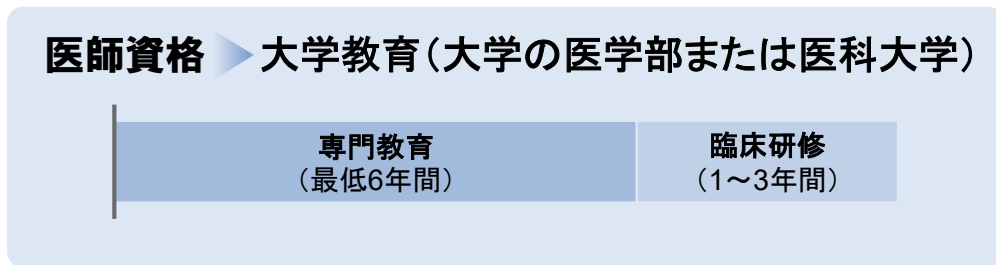 医師資格 大学教育(大学の医学部または医科大学)
専門教育
(最低6年間)
臨床研修
(1~3年間)